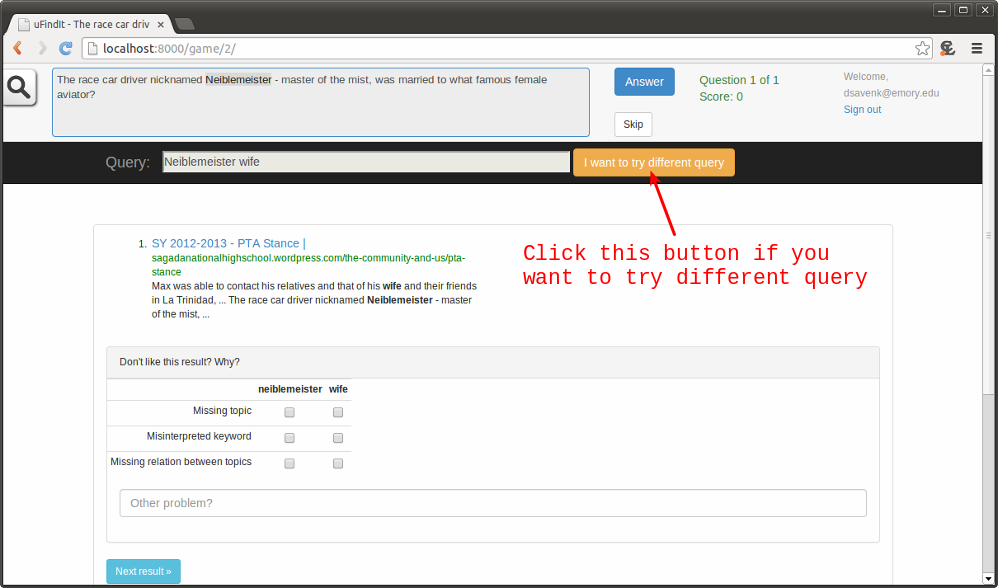 uFindIt - The race car driv
localhost:8000/game/2/
The race car driver nicknamed Neiblemeister - master of the mist, was married to what famous female
aviator?
Answer
Skip
Question 1 of 1
Score: 0
Welcome,
dsavenk@emory.edu
Sign out
Query:
Neiblemeister wife
I want to try different query
Click this button if you
want to try different query
1. SY 2012-2013 - PTA Stance |
sagadanationalhighschool.wordpress.com/the-community-and-us/pta-
stance
Max was able to contact his relatives and that of his wife and their friends
in La Trinidad, ... The race car driver nicknamed Neiblemeister - master
of the mist, ...
Don't like this result? Why?
neiblemeister wife
Missing topic
Misinterpreted keyword
Missing relation between topics
Other problem?
Next result »